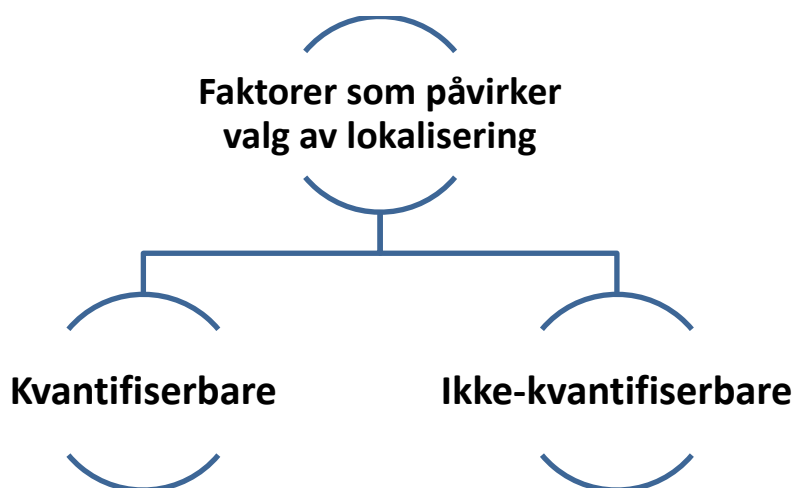 Faktorer som påvirker
valg av lokalisering
Kvantifiserbare
Ikke-kvantifiserbare